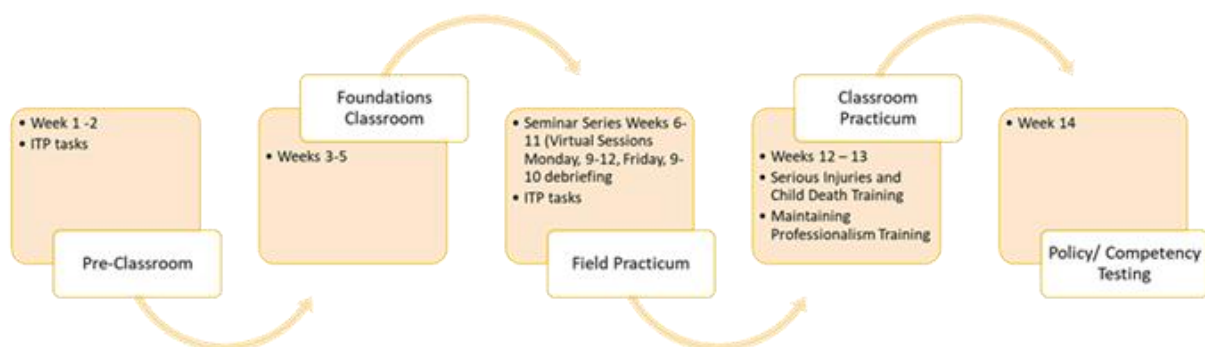 • Week 1 -2
• ITP tasks
Pre-Classroom
Foundations
Classroom
• Weeks 3-5
• Seminar Series Weeks 6-
11 (Virtual Sessions
Monday, 9-12, Friday, 9-
10 debriefing
• ITP tasks
Field Practicum
Classroom
Practicum
• Weeks 12 – 13
• Serious Injuries and
Child Death Training
• Maintaining
Professionalism Training
• Week 14
Policy/ Competency
Testing